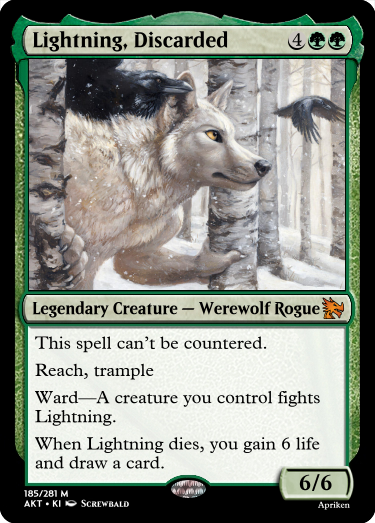 Lightning, Discarded 4
Legendary Creature — Werewolf Rogue
This spell can't be countered.
Reach, trample
Ward—A creature you control fights
Lightning.
When Lightning dies, you gain 6 life
and draw a card.
6/6
185/281 M
AKT • KI Screwbald
Apriken